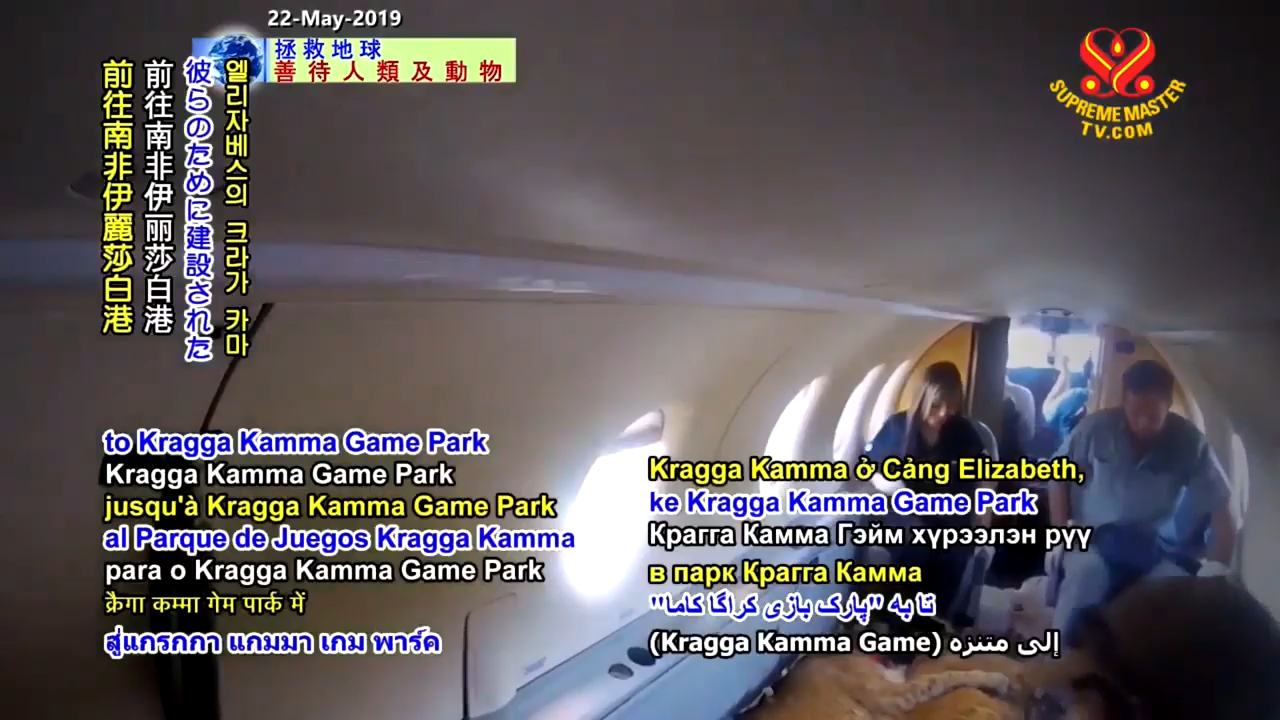 22-May-2019
拯救地球
善待人類及動物
SUPREME MASTER
TV.COM
前往南非伊麗莎白港
前往南非伊丽莎白港
彼らのために建設された
엘리자베스의 크라가 카마
to Kragga Kamma Game Park
Kragga Kamma Game Park
jusqu'à Kragga Kamma Game Park
al Parque de Juegos Kragga Kamma
para o Kragga Kamma Game Park
क्रैगा कम्मा गेम पार्क में
สู่แกรกกา แกมมา เกม พาร์ค
Kragga Kamma ở Cảng Elizabeth,
ke Kragga Kamma Game Park
Крагга Камма Гэйм хүрээлэн рүү
в парк Крагга Камма
تا به "پارک بازی کراگا کاما"
إلى متنزه (Kragga Kamma Game)